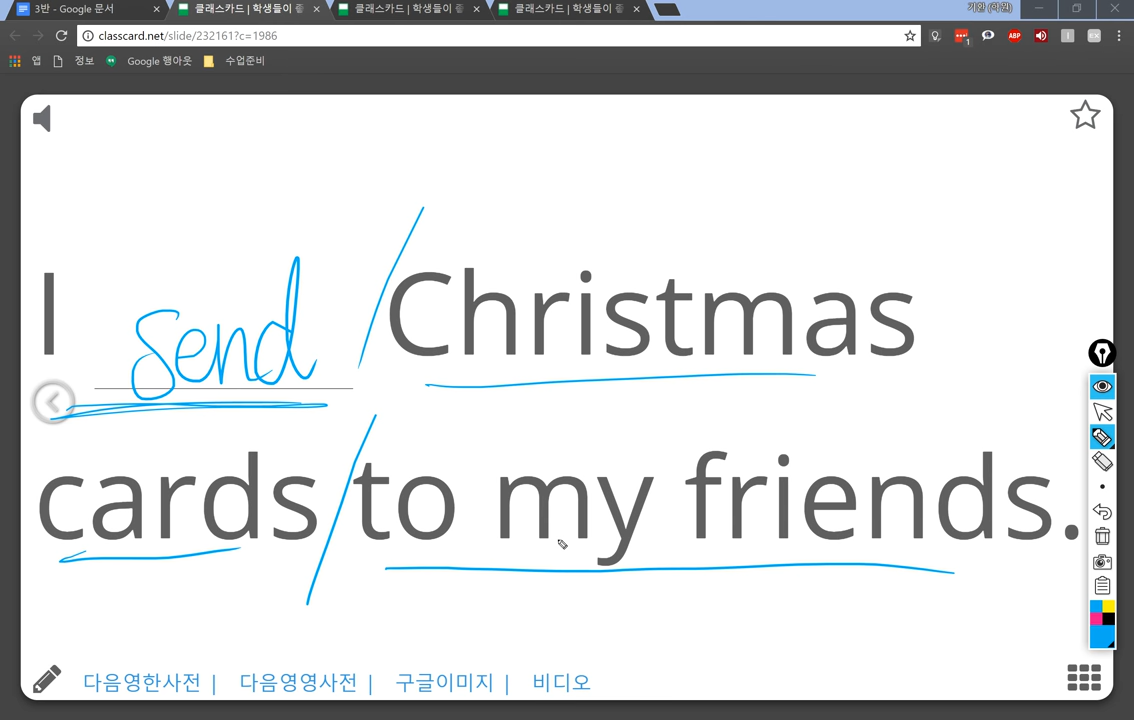 3반 - Google 문서
클래스카드 | 학생들이 좋
클래스카드 | 학생들이 좋
클래스카드 | 학생들이 좋
classcard.net/slide/232161?c=1986
1
ABP
앱 정보 Google 행아웃 수업준비
I send / Christmas
cards / to my friends.
다음영한사전 | 다음영영사전 | 구글이미지 | 비디오